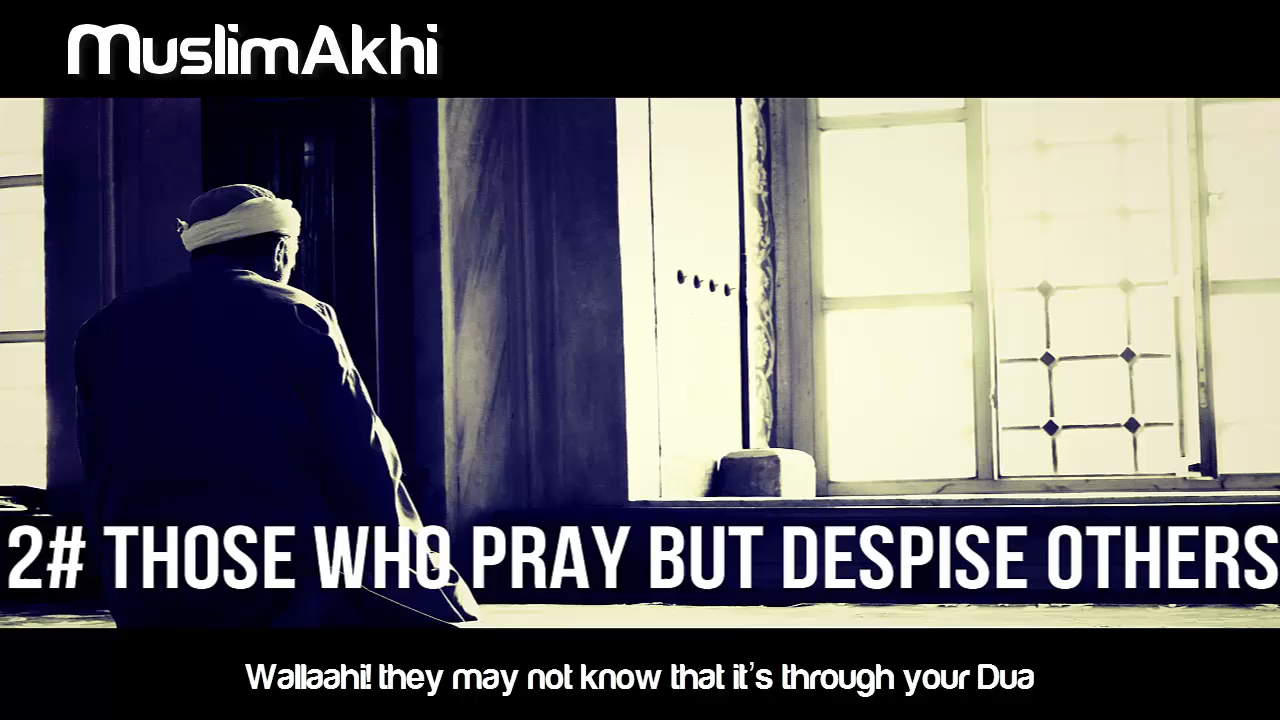 MuslimAkhi
2# THOSE WHO PRAY BUT DESPISE OTHERS
Wallaahi! they may not know that it's through your Dua